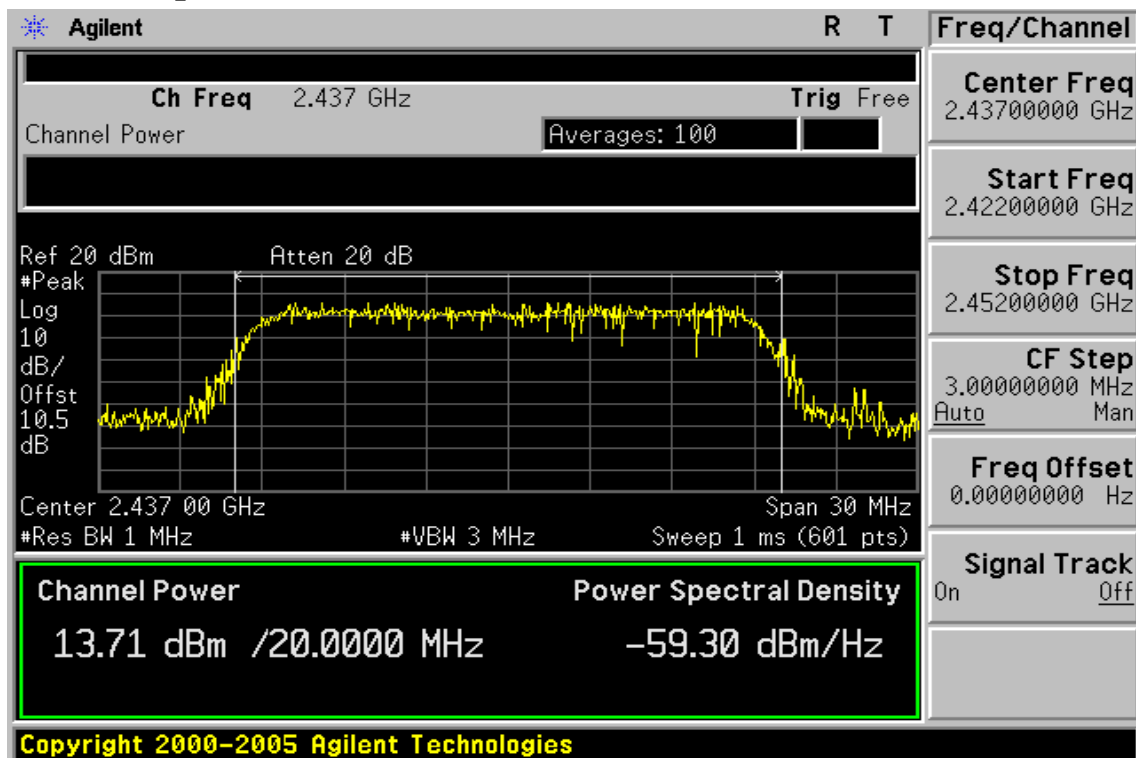 Agilent R T
Ch Freq 2.437 GHz Trig Free
Channel Power Averages: 100
Ref 20 dBm Atten 20 dB
#Peak
Log
10
dB/
Offst
10.5
dB
Center 2.437 00 GHz Span 30 MHz
#Res BW 1 MHz #VBW 3 MHz Sweep 1 ms (601 pts)
Channel Power Power Spectral Density
13.71 dBm /20.0000 MHz -59.30 dBm/Hz
Copyright 2000-2005 Agilent Technologies
Freq/Channel
Center Freq
2.43700000 GHz
Start Freq
2.42200000 GHz
Stop Freq
2.45200000 GHz
CF Step
3.00000000 MHz
Auto Man
Freq Offset
0.00000000 Hz
Signal Track
On Off